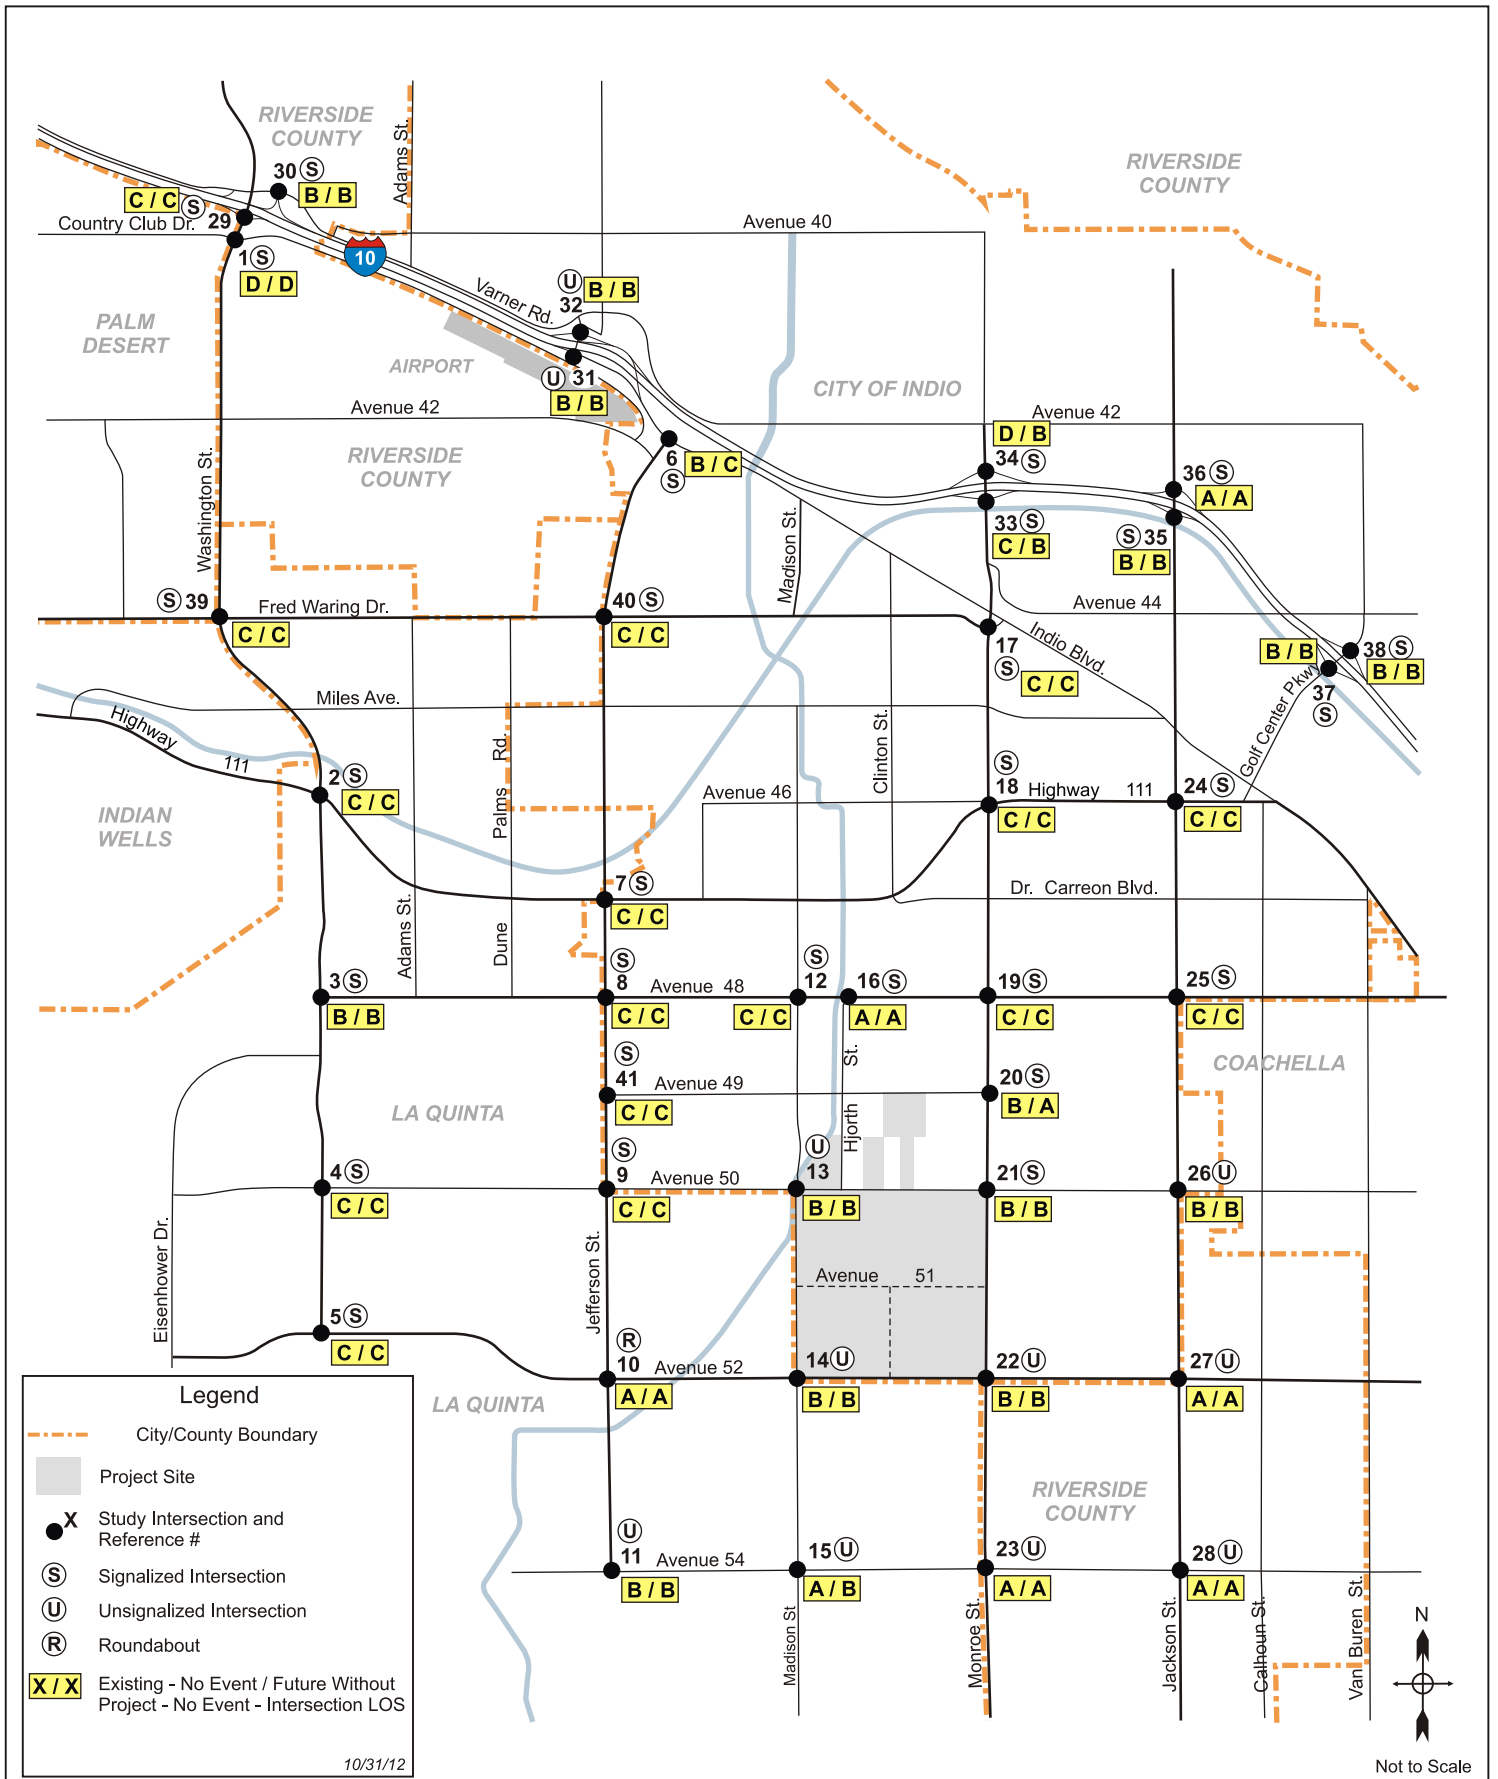 RIVERSIDE
COUNTY
Adams St.
30 S
B / B
C / C
S
29
Country Club Dr.
1 S
D / D
10
Avenue 40
RIVERSIDE
COUNTY
Varner Rd.
U
32
B / B
PALM
DESERT
AIRPORT
U 31
B / B
CITY OF INDIO
Avenue 42
Avenue 42
D / B
34 S
Washington St.
RIVERSIDE
COUNTY
6
S
B / C
36 S
A / A
Madison St.
33 S
C / B
S 35
B / B
S 39
Fred Waring Dr.
C / C
40 S
C / C
Avenue 44
Indio Blvd.
17
S
C / C
B / B
38 S
B / B
37
S
Golf Center Pkwy
Miles Ave.
Highway
111
2 S
C / C
Palms Rd.
Clinton St.
S
18
C / C
Avenue 46
Highway 111
24 S
C / C
INDIAN
WELLS
7 S
C / C
Dr. Carreon Blvd.
Adams St.
Dune
3 S
B / B
S
8
C / C
Avenue 48
S
12
C / C
16 S
A / A
19 S
C / C
25 S
C / C
St.
Hjorth
COACHELLA
S
41
C / C
Avenue 49
20 S
B / A
LA QUINTA
4 S
C / C
S
9
C / C
Avenue 50
U
13
B / B
21 S
B / B
26 U
B / B
Eisenhower Dr.
Jefferson St.
Avenue 51
5 S
C / C
R
10
A / A
Avenue 52
14 U
B / B
22 U
B / B
27 U
A / A
LA QUINTA
RIVERSIDE
COUNTY
U
11
B / B
Avenue 54
15 U
A / B
23 U
A / A
28 U
A / A
Madison St
Monroe St.
Jackson St.
Calhoun St.
Van Buren St.
Legend
City/County Boundary
Project Site
X
Study Intersection and
Reference #
S Signalized Intersection
U Unsignalized Intersection
R Roundabout
X / X Existing - No Event / Future Without
Project - No Event - Intersection LOS
10/31/12
N
Not to Scale